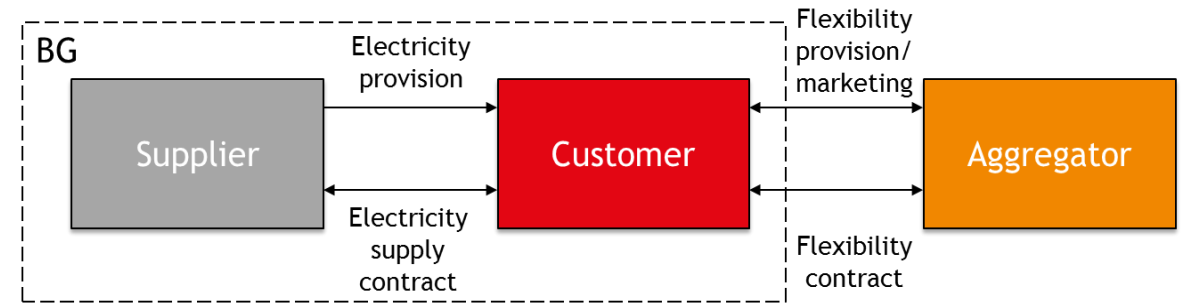 BG
Electricity
provision
Flexibility
provision/
marketing
Supplier
Customer
Aggregator
Electricity
supply
contract
Flexibility
contract